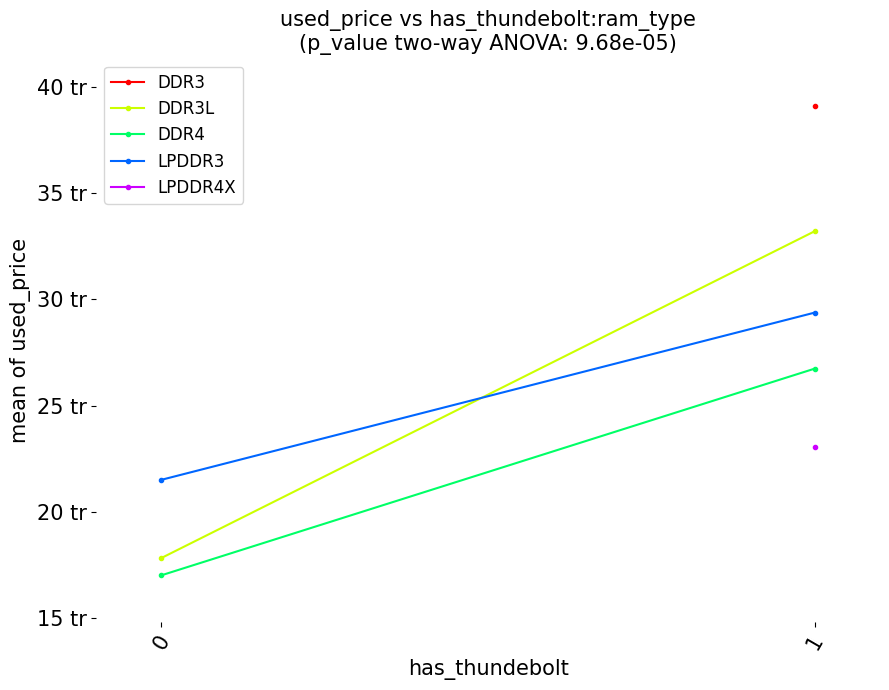 used_price vs has_thundebolt:ram_type
(p_value two-way ANOVA: 9.68e-05)
DDR3
DDR3L
DDR4
LPDDR3
LPDDR4X
40 tr
35 tr
30 tr
25 tr
20 tr
15 tr
mean of used_price
0
1
has_thundebolt